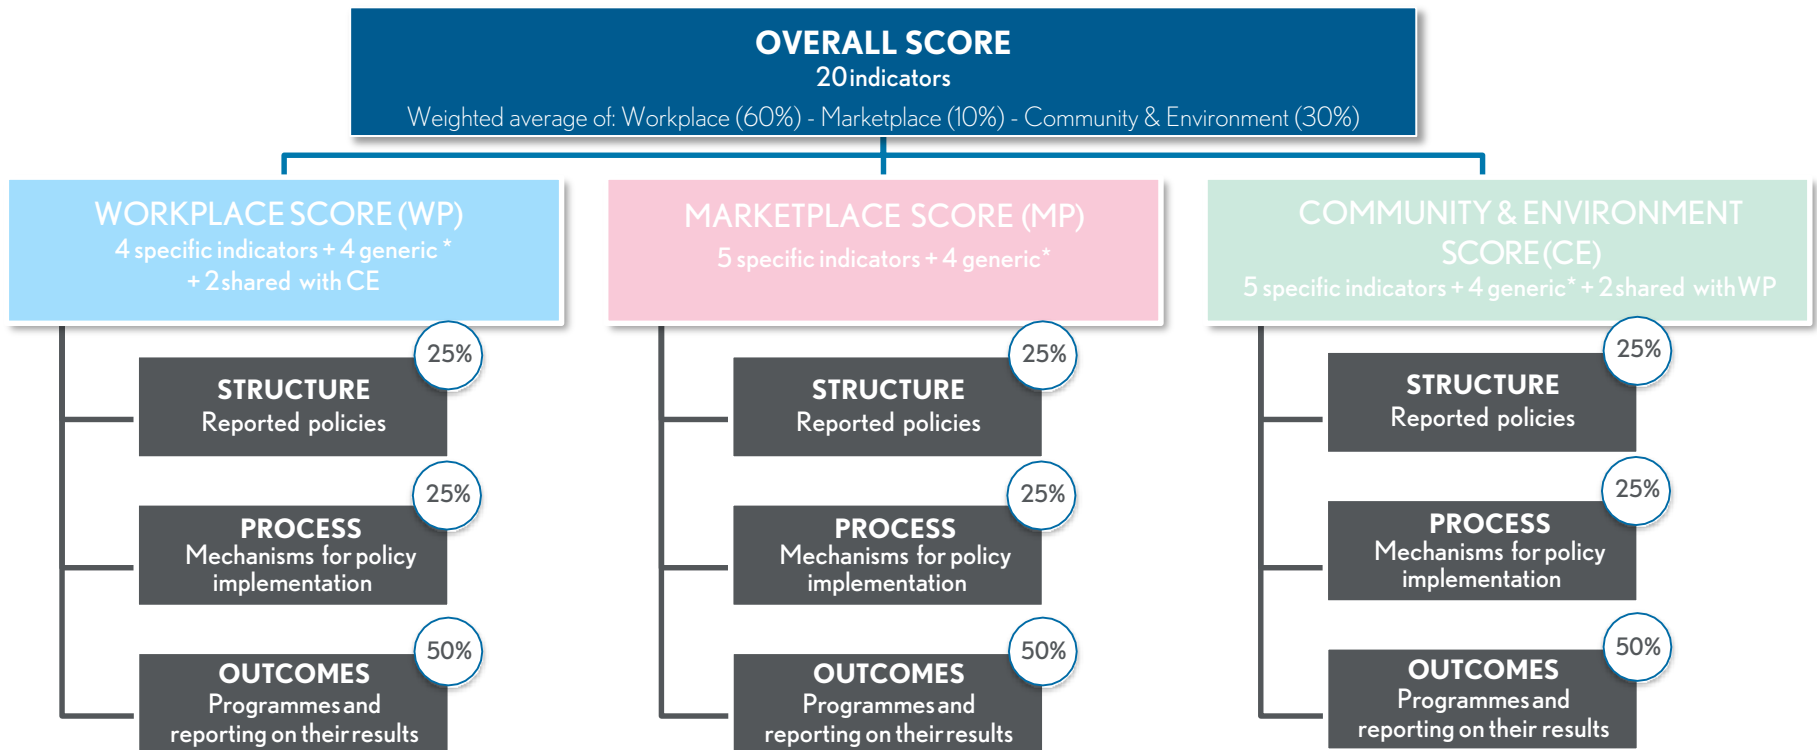 OVERALL SCORE
20 indicators
Weighted average of: Workplace (60%) - Marketplace (10%) - Community & Environment (30%)
WORKPLACE SCORE (WP)
4 specific indicators + 4 generic *
+ 2 shared with CE
25%
STRUCTURE
Reported policies
25%
PROCESS
Mechanisms for policy
implementation
50%
OUTCOMES
Programmes and
reporting on their results
MARKETPLACE SCORE (MP)
5 specific indicators + 4 generic*
25%
STRUCTURE
Reported policies
25%
PROCESS
Mechanisms for policy
implementation
50%
OUTCOMES
Programmes and
reporting on their results
COMMUNITY & ENVIRONMENT
SCORE (CE)
5 specific indicators + 4 generic* + 2 shared with WP
25%
STRUCTURE
Reported policies
25%
PROCESS
Mechanisms for policy
implementation
50%
OUTCOMES
Programmes and
reporting on their results